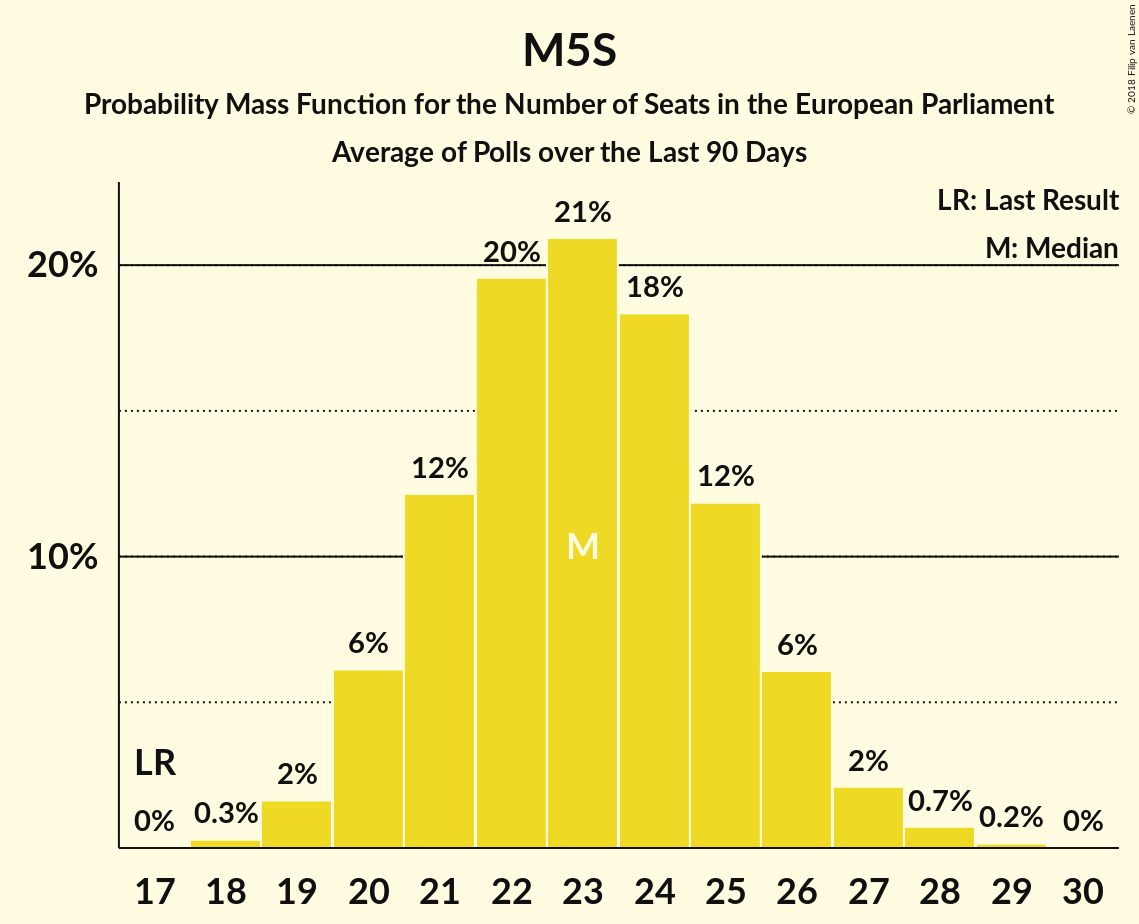 M5S
Probability Mass Function for the Number of Seats in the European Parliament
Average of Polls over the Last 90 Days
© 2018 Filip van Laenen
LR: Last Result
M: Median
20%
10%
0%
0.3%
2%
6%
12%
20%
21%
18%
12%
6%
2%
0.7%
0.2%
0%
LR
M
17 18 19 20 21 22 23 24 25 26 27 28 29 30